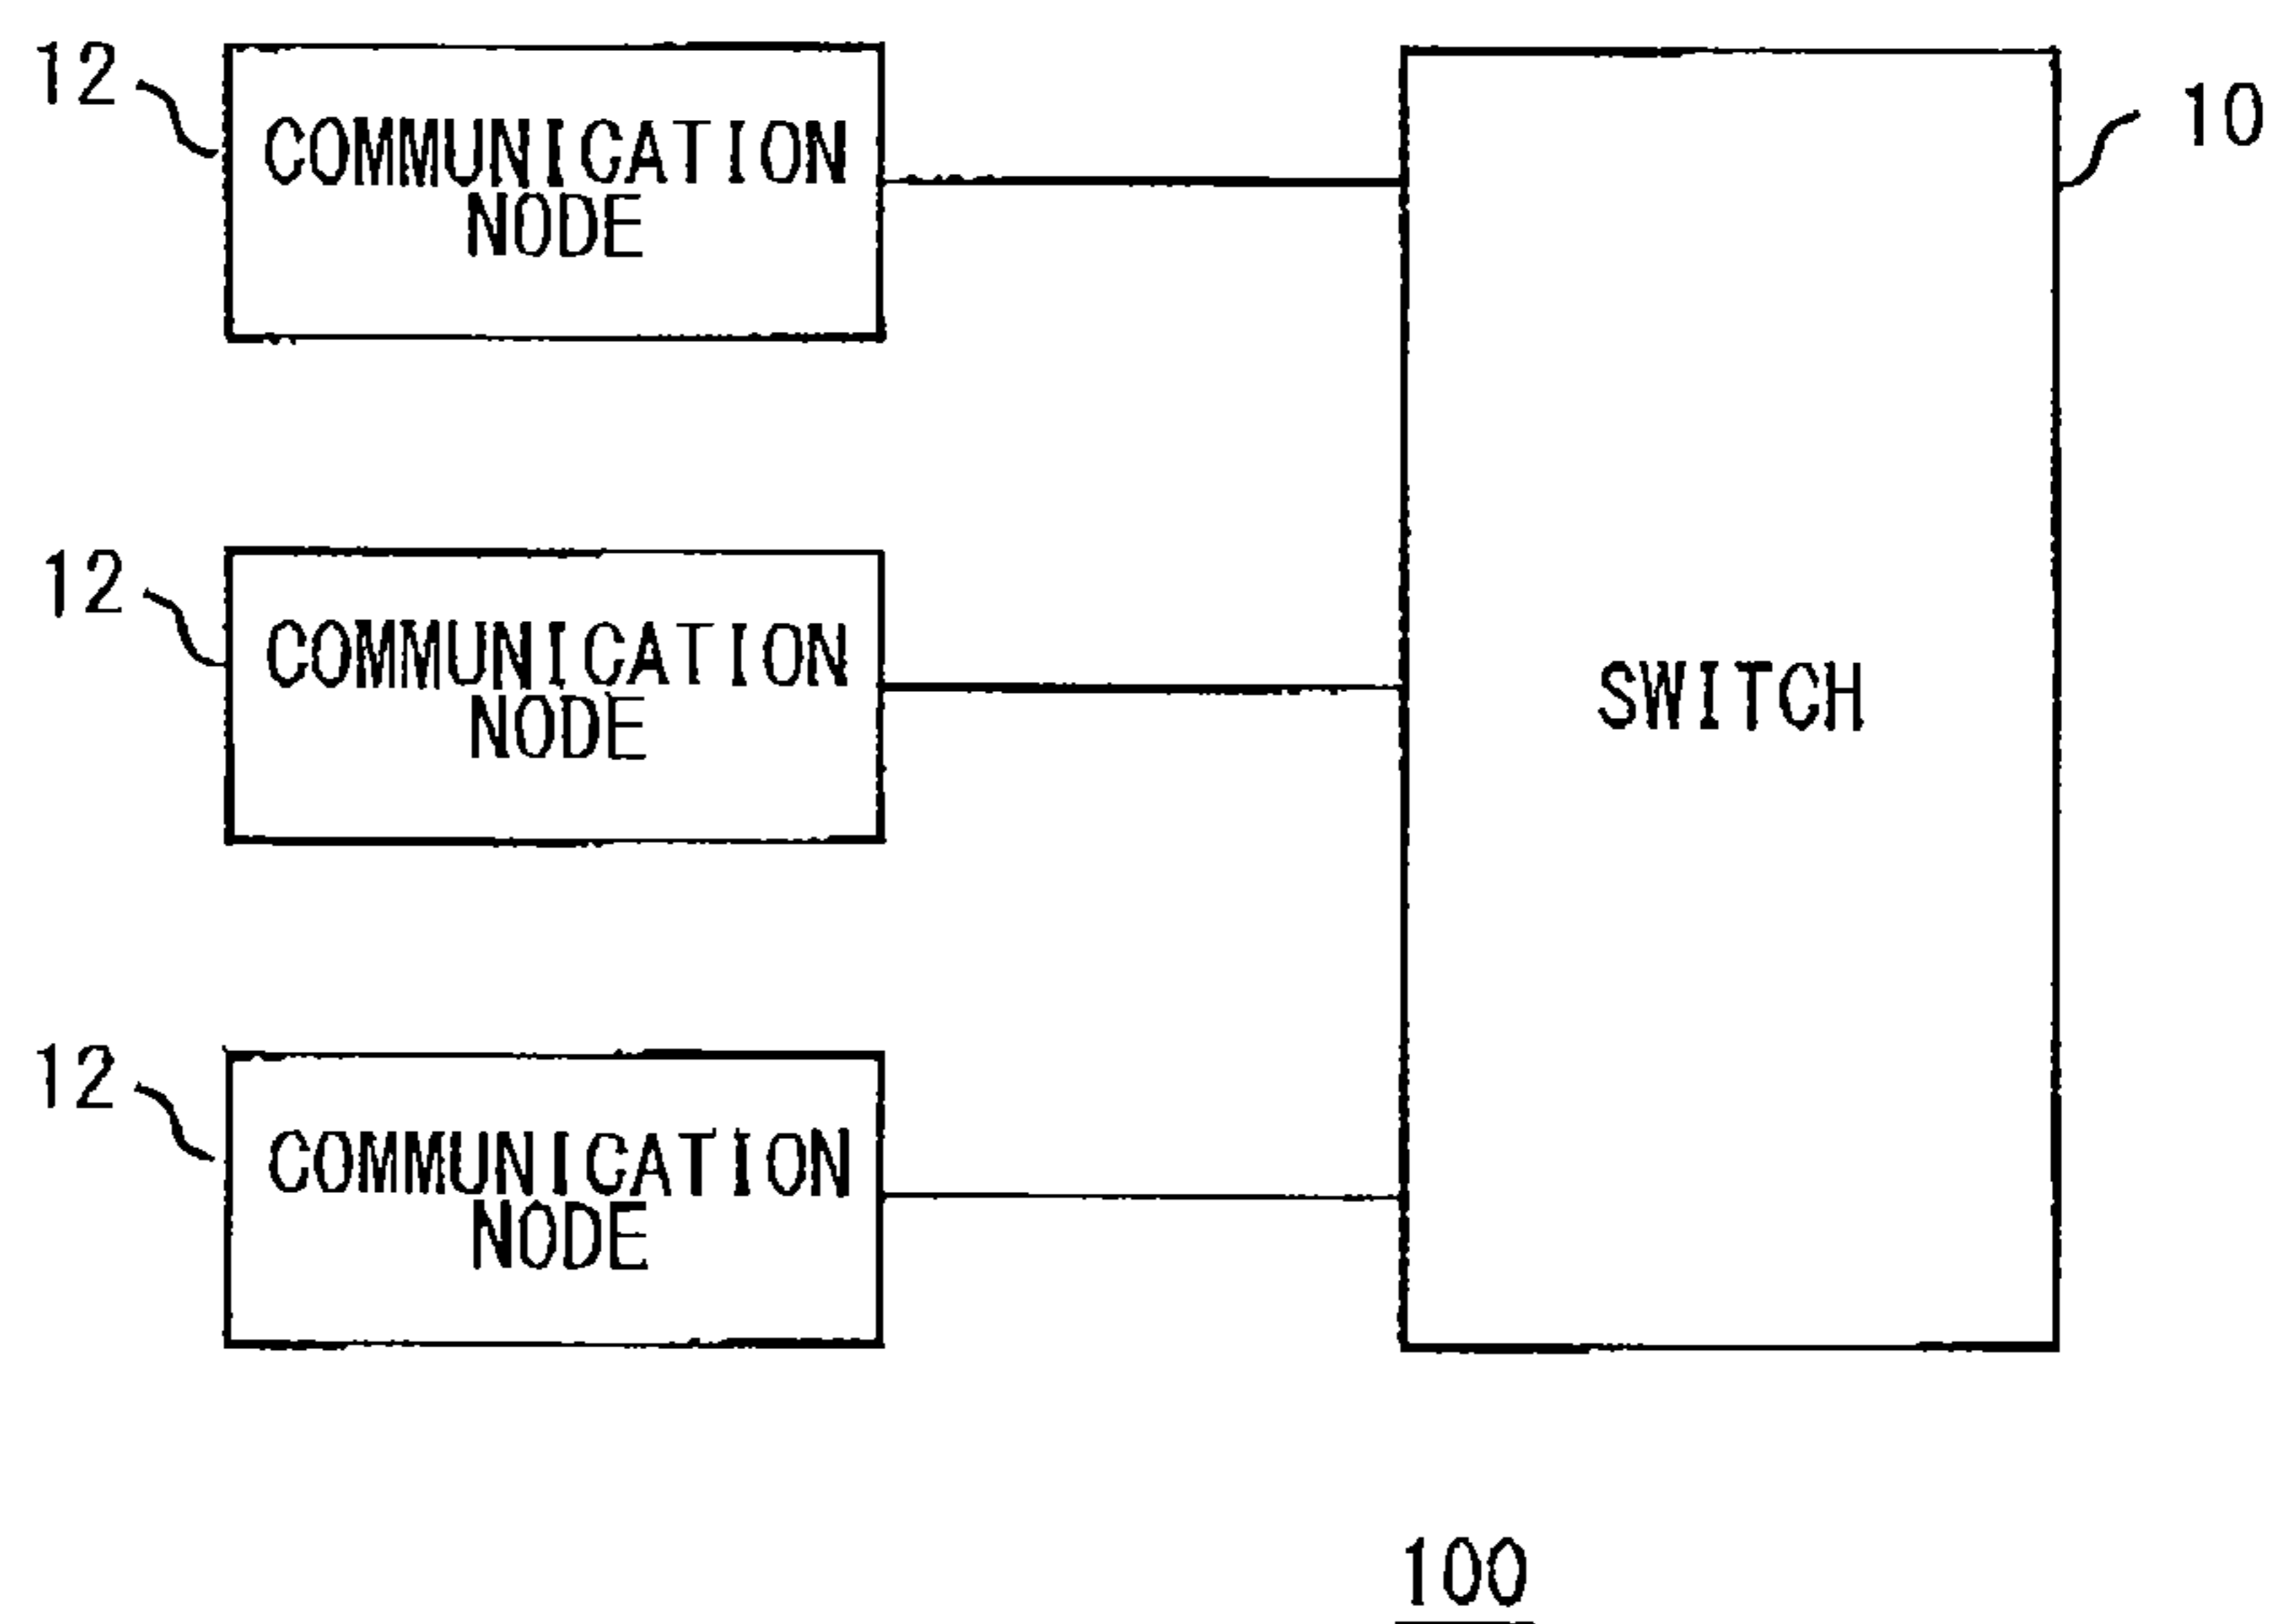 12
COMMUNICATION
NODE
10
12
COMMUNICATION
NODE
SWITCH
12
COMMUNICATION
NODE
100